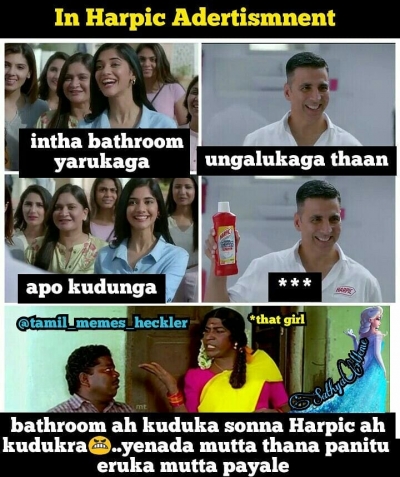 In Harpic Adertismnent
intha bathroom
yarukaga
ungalukaga thaan
apo kudunga
***
HARPIC
@tamil_memes_heckler
*that girl
bathroom ah kuduka sonna Harpic ah
kudukra😠..yenada mutta thana panitu
eruka mutta payale